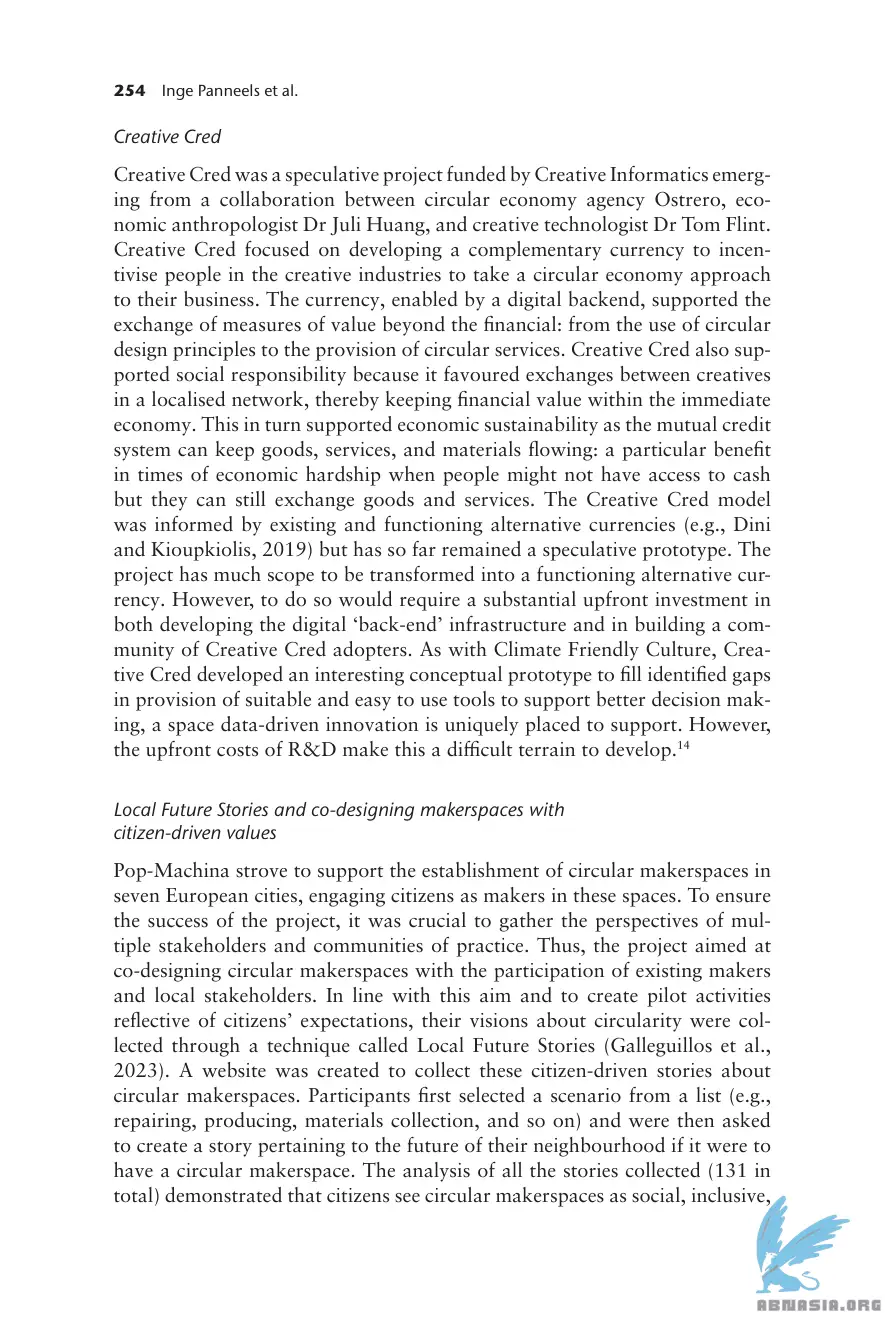 254 Inge Panneels et al.
Creative Cred
Creative Cred was a speculative project funded by Creative Informatics emerg-
ing from a collaboration between circular economy agency Ostrero, eco-
nomic anthropologist Dr Juli Huang, and creative technologist Dr Tom Flint.
Creative Cred focused on developing a complementary currency to incen-
tivise people in the creative industries to take a circular economy approach
to their business. The currency, enabled by a digital backend, supported the
exchange of measures of value beyond the financial: from the use of circular
design principles to the provision of circular services. Creative Cred also sup-
ported social responsibility because it favoured exchanges between creatives
in a localised network, thereby keeping financial value within the immediate
economy. This in turn supported economic sustainability as the mutual credit
system can keep goods, services, and materials flowing: a particular benefit
in times of economic hardship when people might not have access to cash
but they can still exchange goods and services. The Creative Cred model
was informed by existing and functioning alternative currencies (e.g., Dini
and Kioupkiolis, 2019) but has so far remained a speculative prototype. The
project has much scope to be transformed into a functioning alternative cur-
rency. However, to do so would require a substantial upfront investment in
both developing the digital ‘back-end’ infrastructure and in building a com-
munity of Creative Cred adopters. As with Climate Friendly Culture, Crea-
tive Cred developed an interesting conceptual prototype to fill identified gaps
in provision of suitable and easy to use tools to support better decision mak-
ing, a space data-driven innovation is uniquely placed to support. However,
the upfront costs of R&D make this a difficult terrain to develop.14
Local Future Stories and co-designing makerspaces with
citizen-driven values
Pop-Machina strove to support the establishment of circular makerspaces in
seven European cities, engaging citizens as makers in these spaces. To ensure
the success of the project, it was crucial to gather the perspectives of mul-
tiple stakeholders and communities of practice. Thus, the project aimed at
co-designing circular makerspaces with the participation of existing makers
and local stakeholders. In line with this aim and to create pilot activities
reflective of citizens’ expectations, their visions about circularity were col-
lected through a technique called Local Future Stories (Galleguillos et al.,
2023). A website was created to collect these citizen-driven stories about
circular makerspaces. Participants first selected a scenario from a list (e.g.,
repairing, producing, materials collection, and so on) and were then asked
to create a story pertaining to the future of their neighbourhood if it were to
have a circular makerspace. The analysis of all the stories collected (131 in
total) demonstrated that citizens see circular makerspaces as social, inclusive,
ABNASIA.ORG